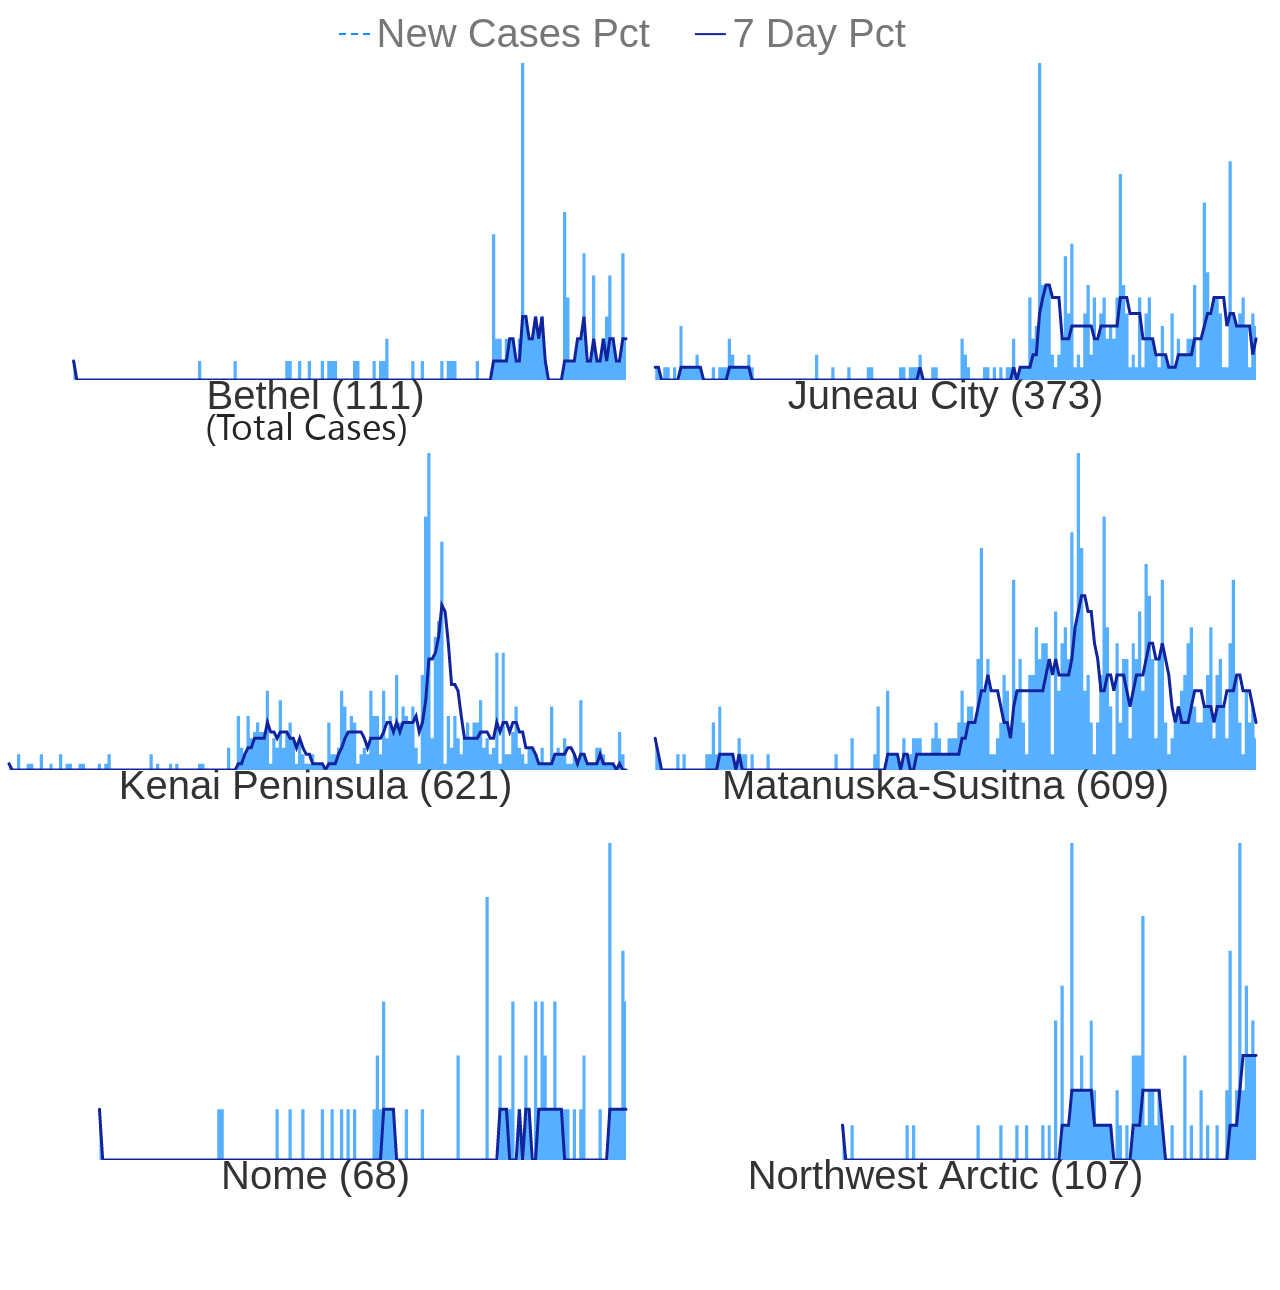 New Cases Pct 7 Day Pct
Bethel (111) Juneau City (373)
(Total Cases)
Kenai Peninsula (621) Matanuska-Susitna (609)
Nome (68) Northwest Arctic (107)